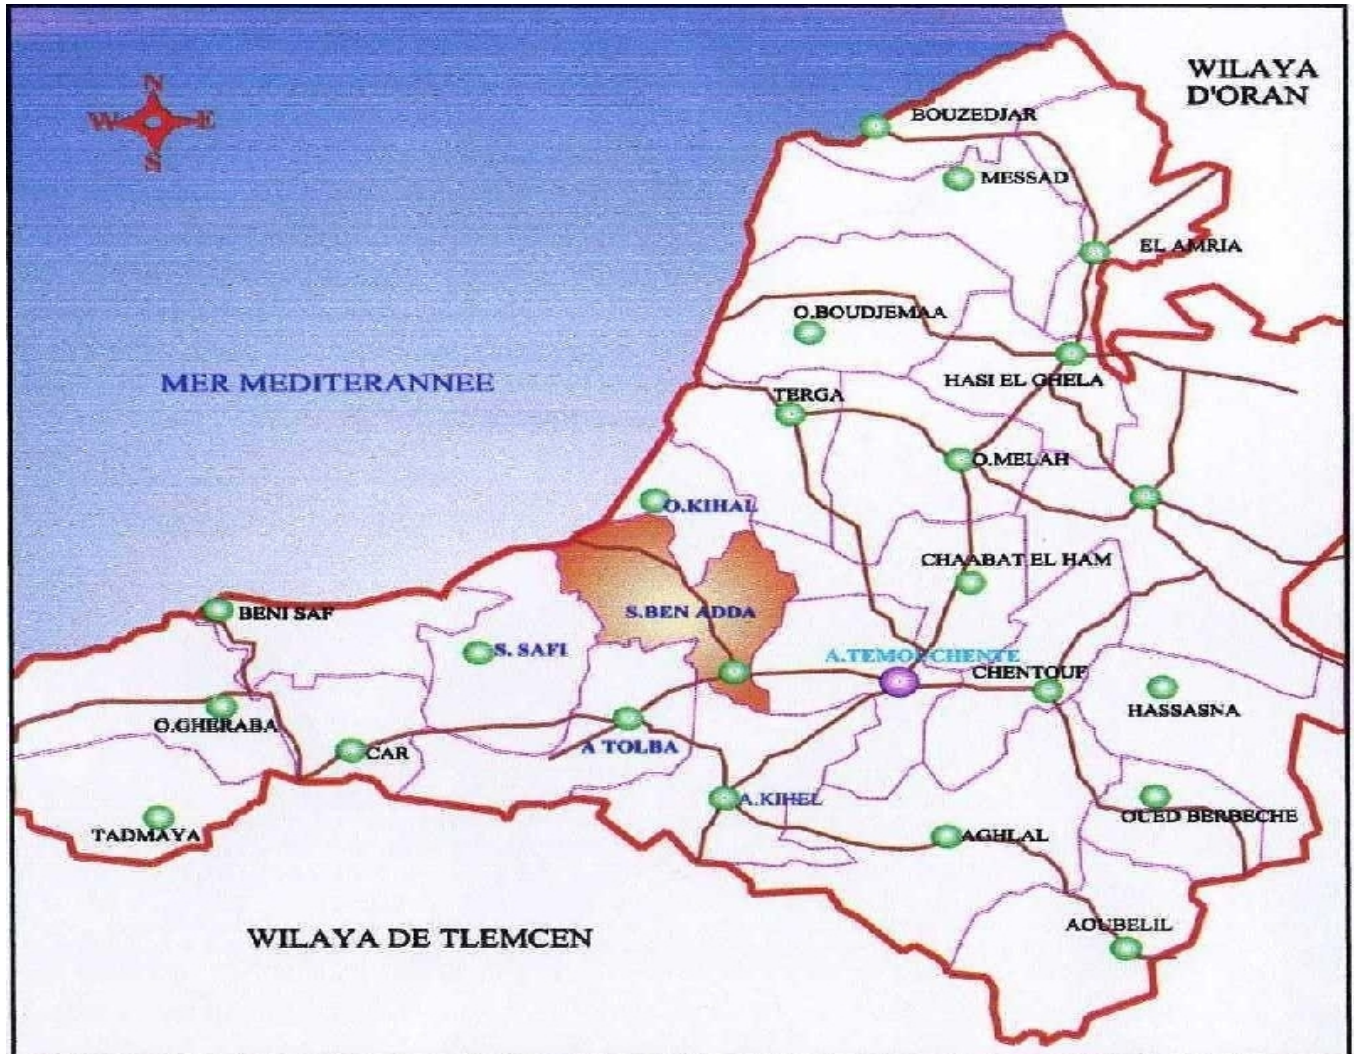 N
W E
S
WILAYA
D'ORAN
BOUZEDJAR
MESSAD
EL AMRIA
O.BOUDJEMAA
MER MEDITERANNEE
HASI EL GHELA
TERGA
O.MELAH
O.KIHAL
CHAABAT EL HAM
BENI SAF
S.BEN ADDA
S. SAFI
A.TEMOUCHENTE
CHENTOUF
HASSASNA
O.GHERABA
CAR
A TOLBA
A.KIHEL
OUED BERBECHE
TADMAYA
AGHLAL
AOUBELIL
WILAYA DE TLEMCEN